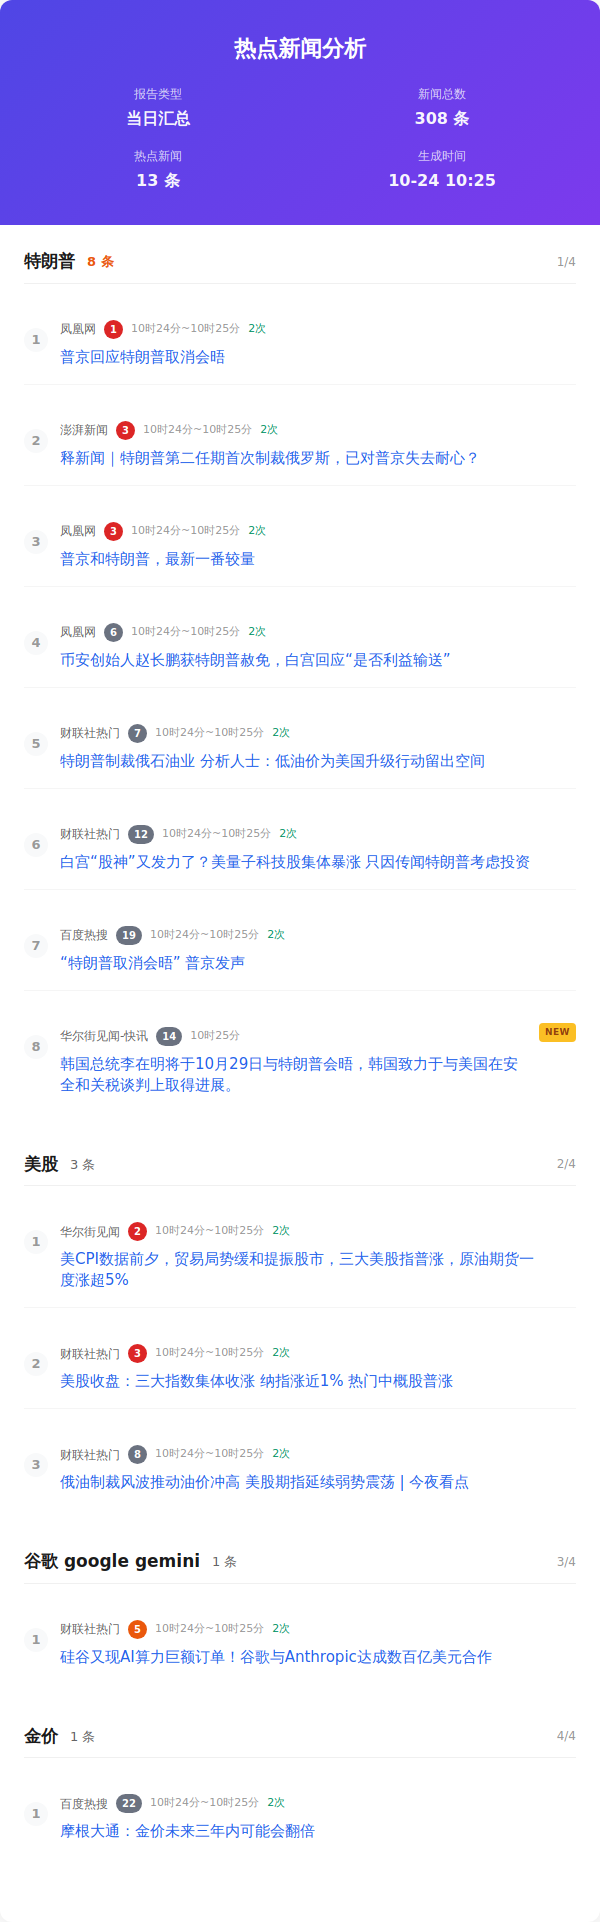 热点新闻分析
报告类型
新闻总数
当日汇总
308 条
热点新闻
生成时间
13 条
10-24 10:25
特朗普 8 条 1/4
1 凤凰网 1 10时24分~10时25分 2次
普京回应特朗普取消会晤
2 澎湃新闻 3 10时24分~10时25分 2次
释新闻｜特朗普第二任期首次制裁俄罗斯，已对普京失去耐心？
3 凤凰网 3 10时24分~10时25分 2次
普京和特朗普，最新一番较量
4 凤凰网 6 10时24分~10时25分 2次
币安创始人赵长鹏获特朗普赦免，白宫回应“是否利益输送”
5 财联社热门 7 10时24分~10时25分 2次
特朗普制裁俄石油业 分析人士：低油价为美国升级行动留出空间
6 财联社热门 12 10时24分~10时25分 2次
白宫“股神”又发力了？美量子科技股集体暴涨 只因传闻特朗普考虑投资
7 百度热搜 19 10时24分~10时25分 2次
“特朗普取消会晤” 普京发声
8 华尔街见闻-快讯 14 10时25分 NEW
韩国总统李在明将于10月29日与特朗普会晤，韩国致力于与美国在安
全和关税谈判上取得进展。
美股 3 条 2/4
1 华尔街见闻 2 10时24分~10时25分 2次
美CPI数据前夕，贸易局势缓和提振股市，三大美股指普涨，原油期货一
度涨超5%
2 财联社热门 3 10时24分~10时25分 2次
美股收盘：三大指数集体收涨 纳指涨近1% 热门中概股普涨
3 财联社热门 8 10时24分~10时25分 2次
俄油制裁风波推动油价冲高 美股期指延续弱势震荡 | 今夜看点
谷歌 google gemini 1 条 3/4
1 财联社热门 5 10时24分~10时25分 2次
硅谷又现AI算力巨额订单！谷歌与Anthropic达成数百亿美元合作
金价 1 条 4/4
1 百度热搜 22 10时24分~10时25分 2次
摩根大通：金价未来三年内可能会翻倍